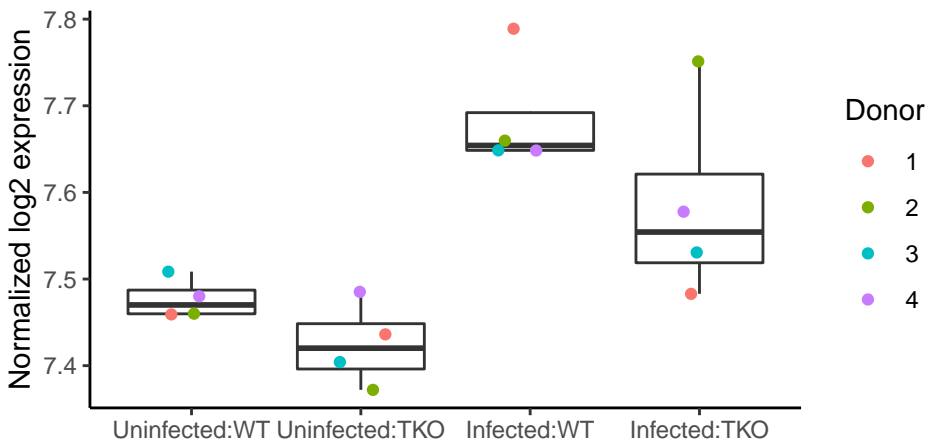 Normalized log2 expression
7.8
7.7
7.6
7.5
7.4
Uninfected:WT
Uninfected:TKO
Infected:WT
Infected:TKO
Donor
1
2
3
4